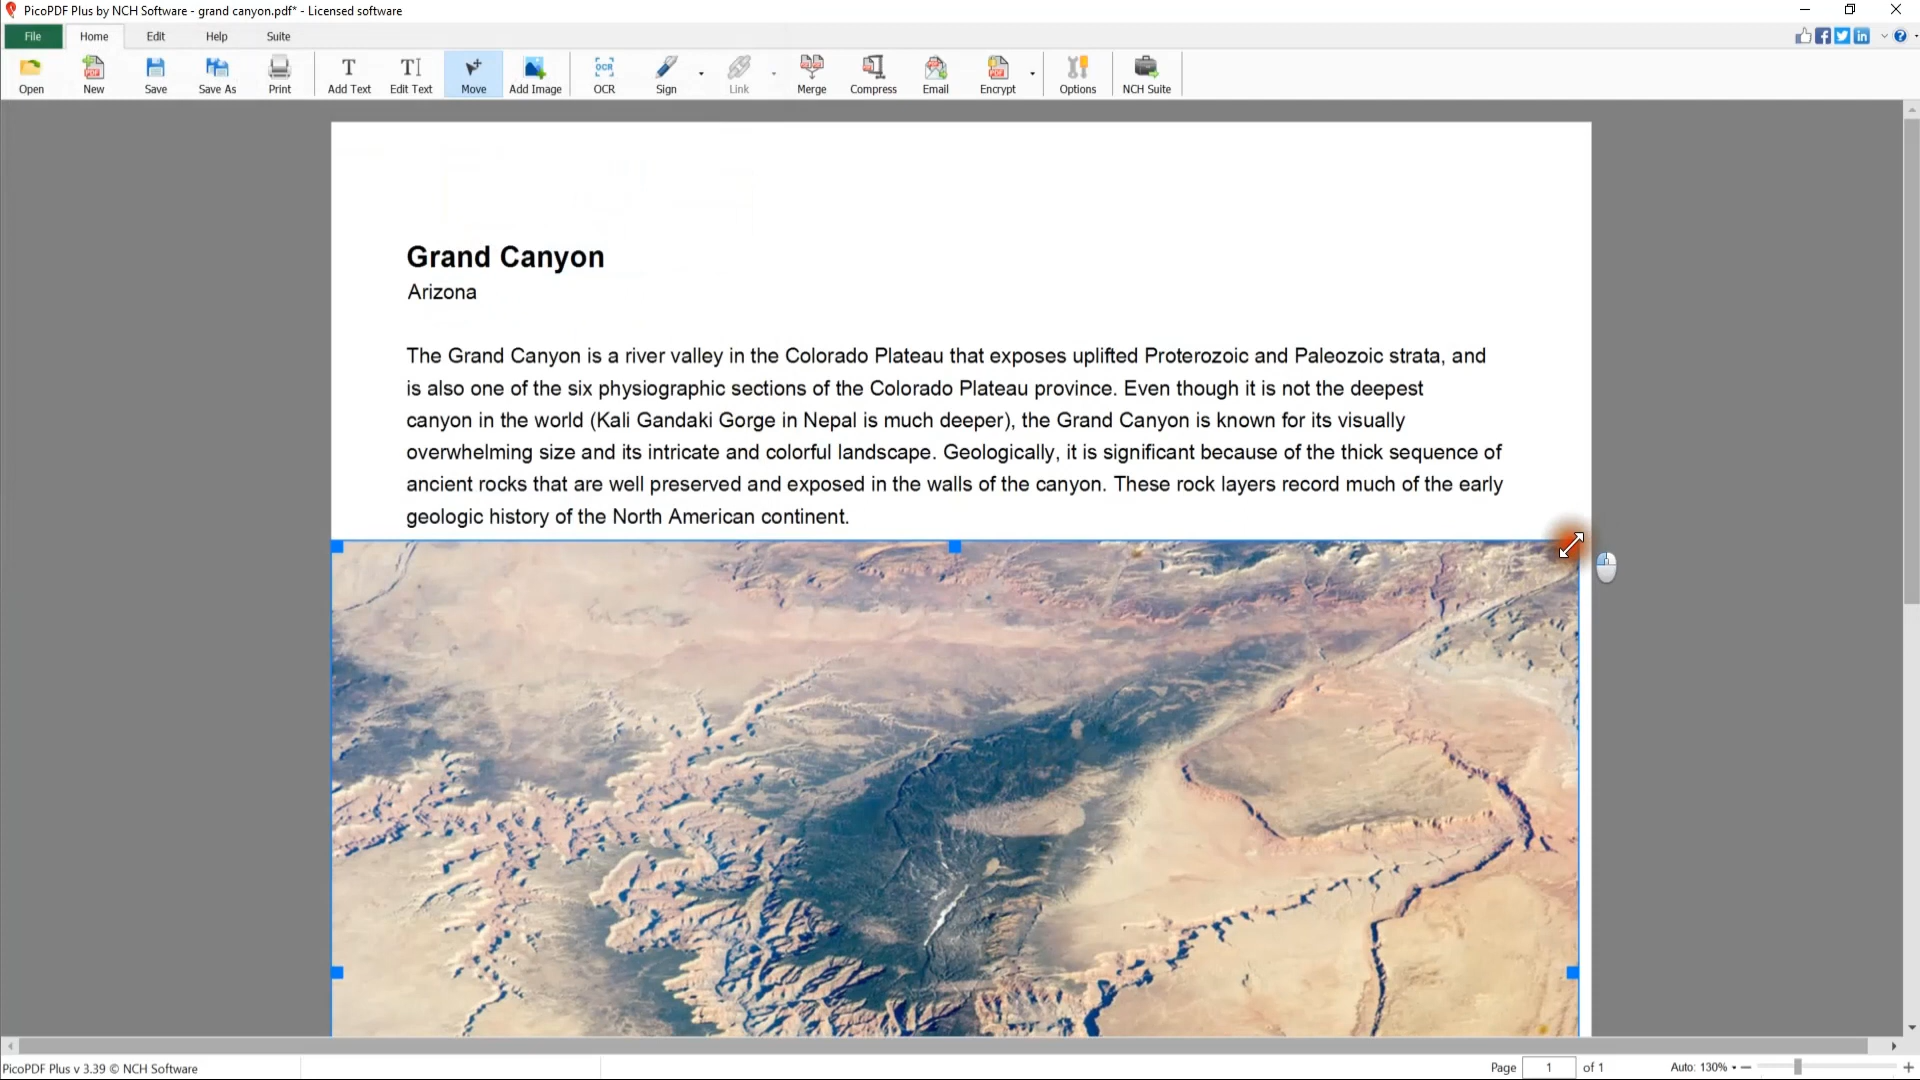 PicoPDF Plus by NCH Software - grand canyon.pdf* - Licensed software
File Home Edit Help Suite
Open New Save Save As Print Add Text Edit Text Move Add Image OCR Sign Link Merge Compress Email Encrypt Options NCH Suite
Grand Canyon
Arizona
The Grand Canyon is a river valley in the Colorado Plateau that exposes uplifted Proterozoic and Paleozoic strata, and
is also one of the six physiographic sections of the Colorado Plateau province. Even though it is not the deepest
canyon in the world (Kali Gandaki Gorge in Nepal is much deeper), the Grand Canyon is known for its visually
overwhelming size and its intricate and colorful landscape. Geologically, it is significant because of the thick sequence of
ancient rocks that are well preserved and exposed in the walls of the canyon. These rock layers record much of the early
geologic history of the North American continent.
PicoPDF Plus v 3.39 © NCH Software Page 1 of 1 Auto: 130%